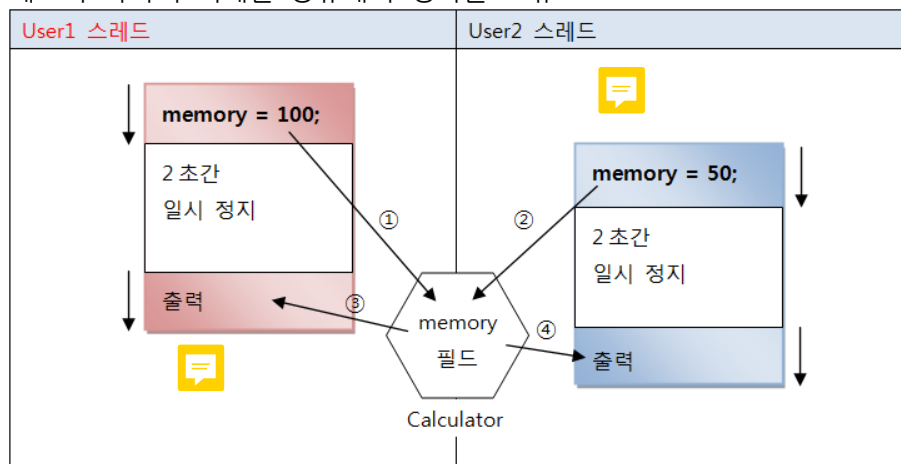 User1 스레드
User2 스레드
memory = 100;
2 초간
일시 정지
출력
memory = 50;
2 초간
일시 정지
출력
①
②
③
④
memory
필드
Calculator